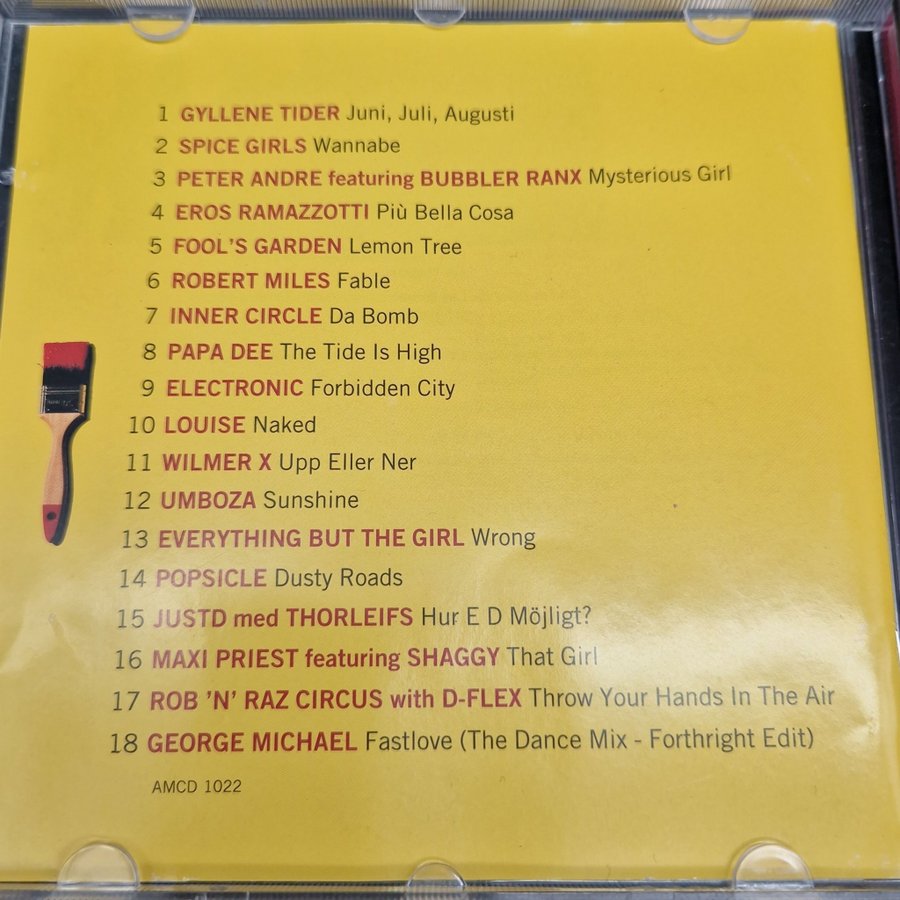 1 GYLLENE TIDER Juni, Juli, Augusti
2 SPICE GIRLS Wannabe
3 PETER ANDRE featuring BUBBLER RANX Mysterious Girl
4 EROS RAMAZZOTTI Più Bella Cosa
5 FOOL'S GARDEN Lemon Tree
6 ROBERT MILES Fable
7 INNER CIRCLE Da Bomb
8 PAPA DEE The Tide Is High
9 ELECTRONIC Forbidden City
10 LOUISE Naked
11 WILMER X Upp Eller Ner
12 UMBOZA Sunshine
13 EVERYTHING BUT THE GIRL Wrong
14 POPSICLE Dusty Roads
15 JUSTD med THORLEIFS Hur E D Möjligt?
16 MAXI PRIEST featuring SHAGGY That Girl
17 ROB 'N' RAZ CIRCUS with D-FLEX Throw Your Hands In The Air
18 GEORGE MICHAEL Fastlove (The Dance Mix - Forthright Edit)
AMCD 1022